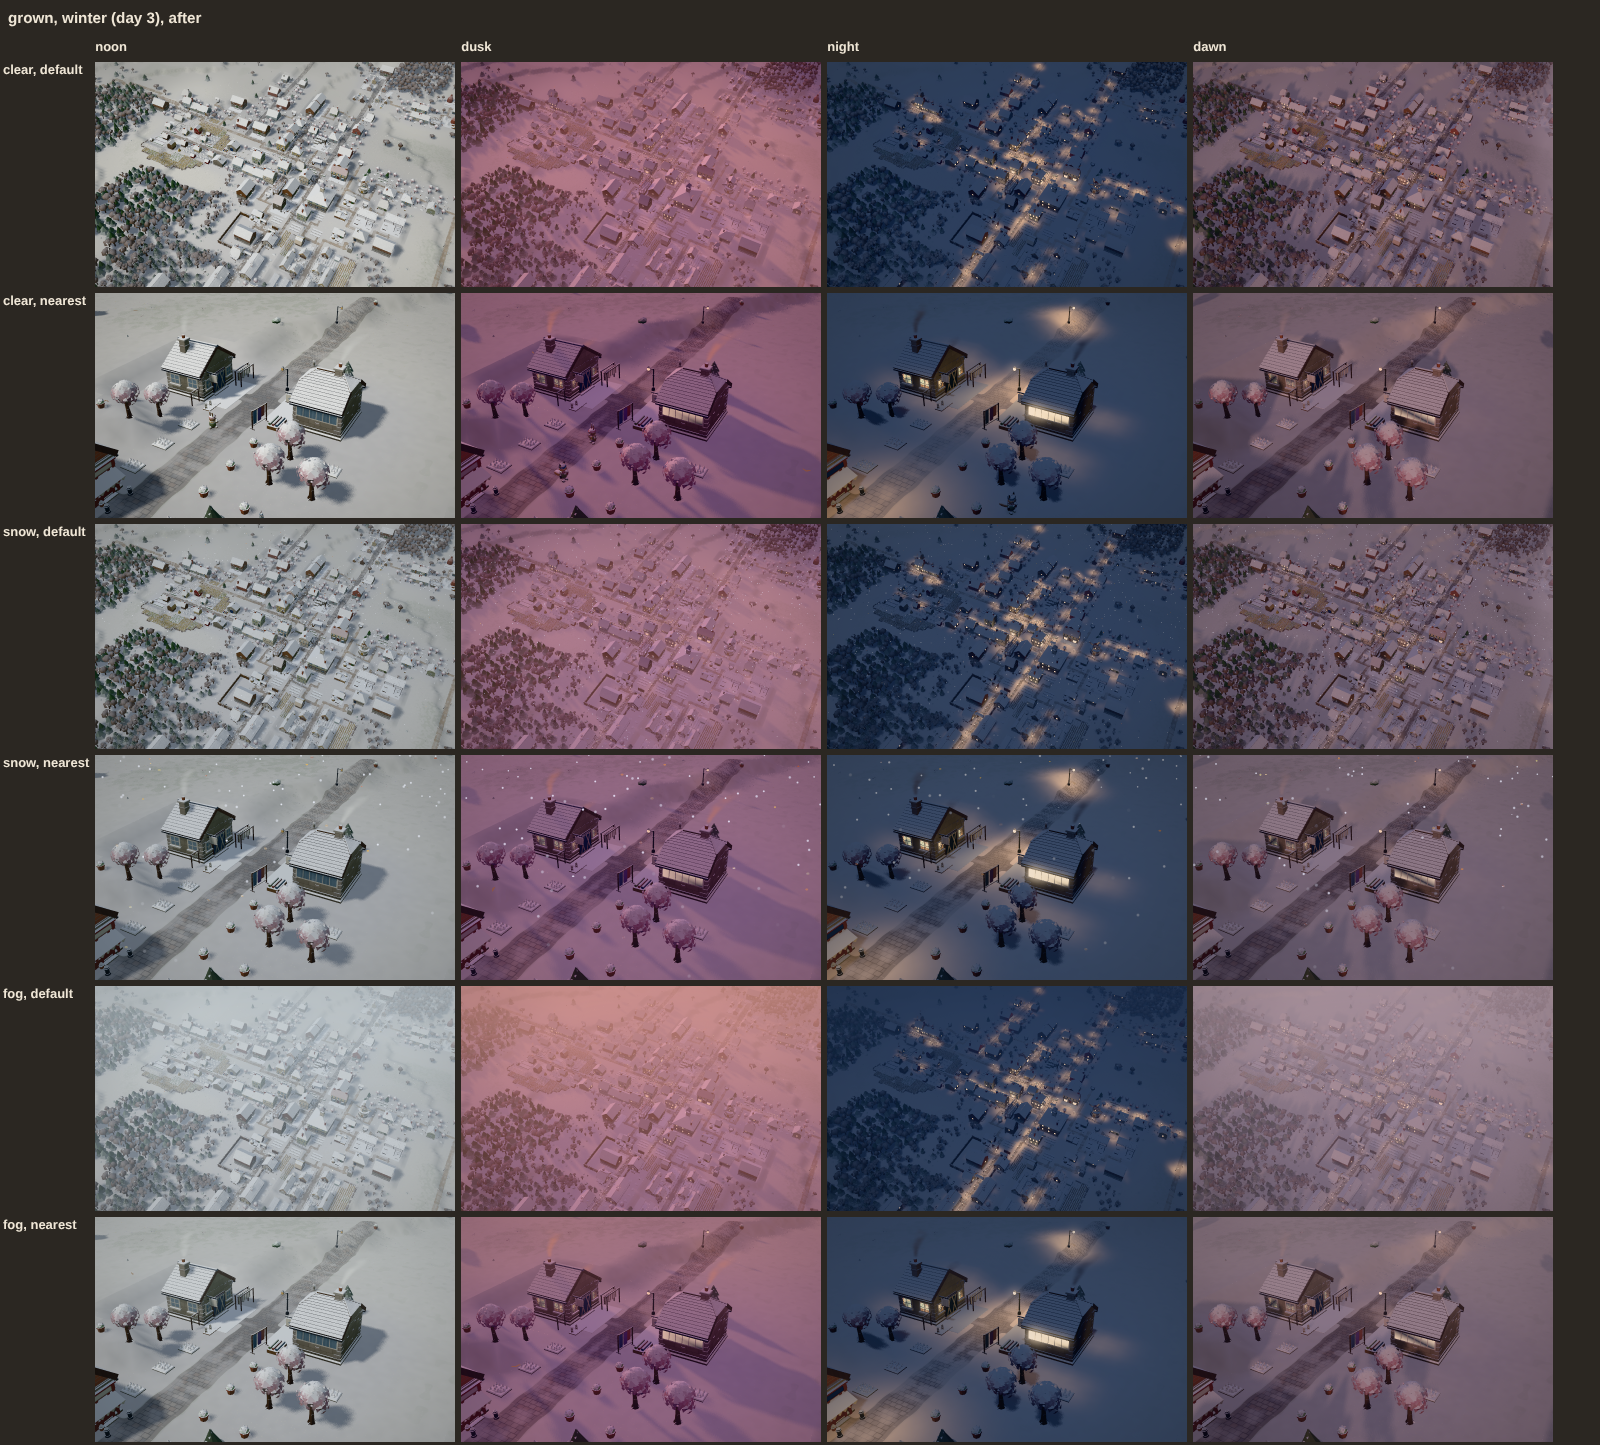 grown, winter (day 3), after
noon dusk night dawn
clear, default
clear, nearest
snow, default
snow, nearest
fog, default
fog, nearest